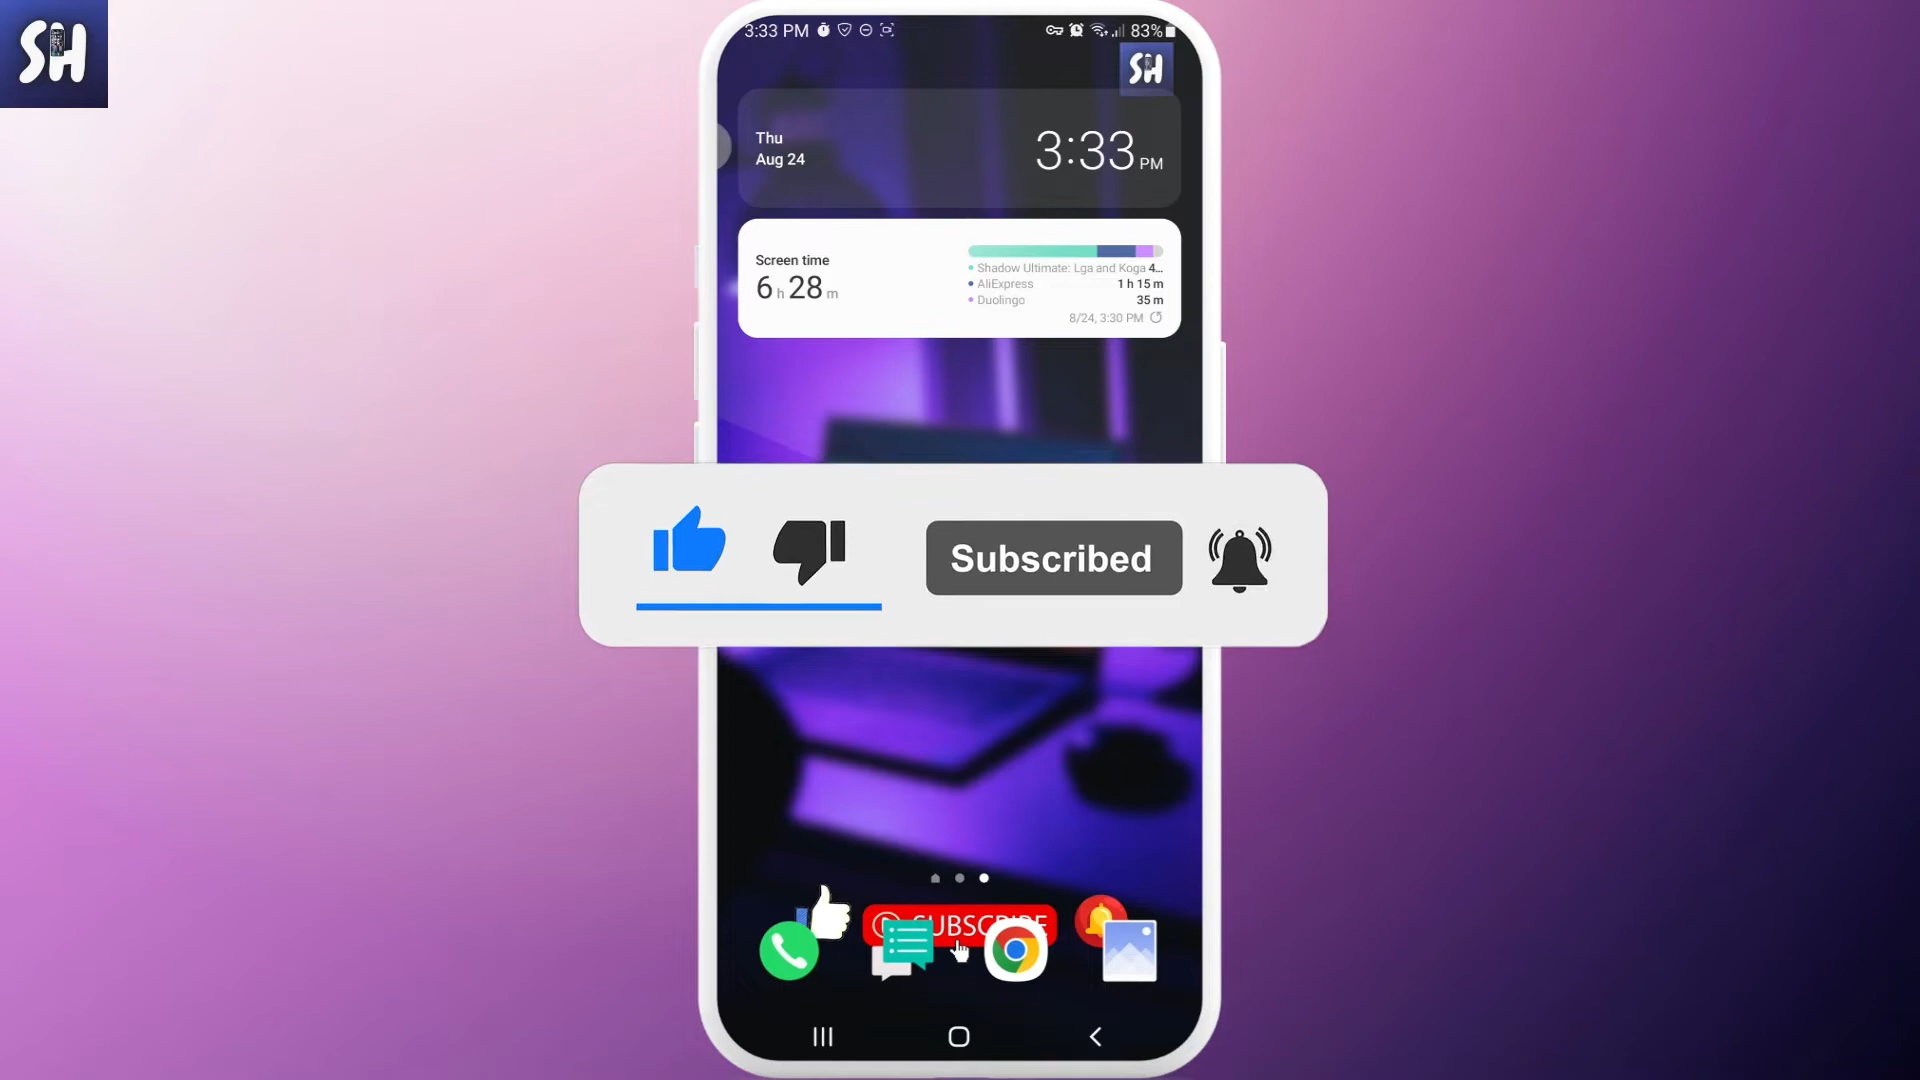 SH
3:33 PM
83%
SH
Thu
Aug 24
3:33 PM
Screen time
6 h 28 m
Shadow Ultimate: Lga and Koga 4...
AliExpress 1 h 15 m
Duolingo 35 m
8/24, 3:30 PM
Subscribed
SUBSCRIBE